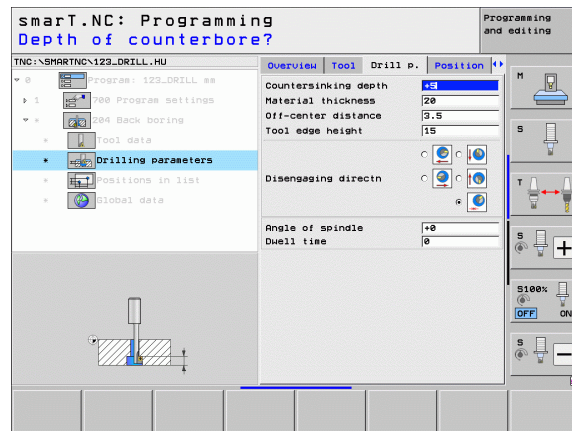 smarT.NC: Programming
Depth of counterbore?
Programming
and editing
TNC:\SMARTNC\123_DRILL.HU
0 Program: 123_DRILL mm
1 700 Program settings
* 204 Back boring
* Tool data
* Drilling parameters
* Positions in list
* Global data
Overview Tool Drill p. Position
Countersinking depth +5
Material thickness 20
Off-center distance 3.5
Tool edge height 15
Disengaging directn
Angle of spindle +0
Dwell time 0
M
S
T
S
+
S100%
OFF ON
S
-